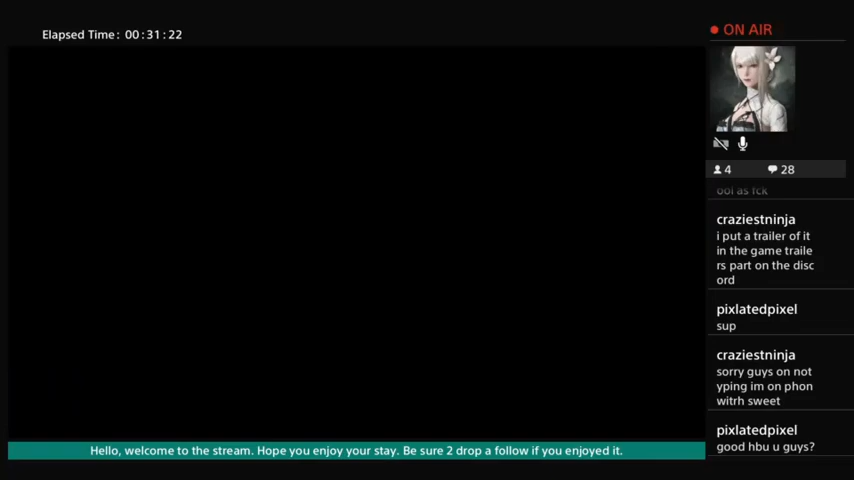 Elapsed Time: 00:31:22
ON AIR
4 28
ool as fck
craziestninja
i put a trailer of it
in the game traile
rs part on the disc
ord
pixlatedpixel
sup
craziestninja
sorry guys on not
yping im on phon
witrh sweet
pixlatedpixel
good hbu u guys?
Hello, welcome to the stream. Hope you enjoy your stay. Be sure 2 drop a follow if you enjoyed it.